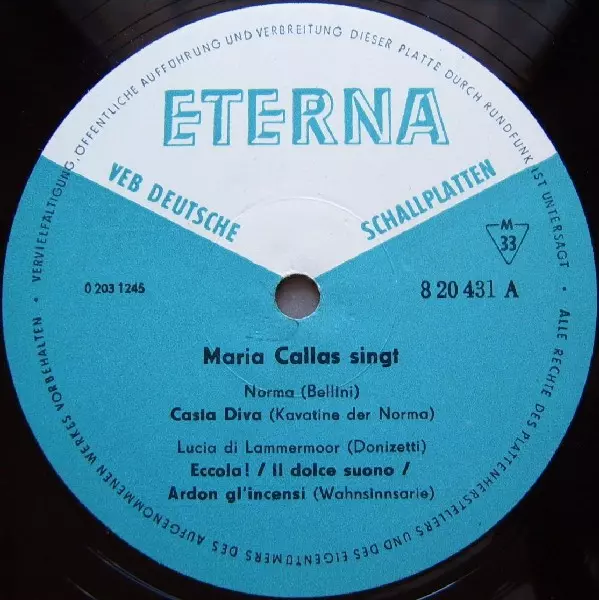 ALLE RECHTE DES PLATTENHERSTELLERS UND DES EIGENTÜMERS DES AUFGENOMMENEN WERKES VORBEHALTEN • VERVIELFÄLTIGUNG, ÖFFENTLICHE AUFFÜHRUNG UND VERBREITUNG DIESER PLATTE DURCH RUNDFUNK IST UNTERSAGT •
ETERNA
VEB DEUTSCHE SCHALLPLATTEN
M
33
0 203 1245
8 20 431 A
Maria Callas singt
Norma (Bellini)
Casta Diva (Kavatine der Norma)
Lucia di Lammermoor (Donizetti)
Eccola! / Il dolce suono /
Ardon gl'incensi (Wahnsinnsarie)